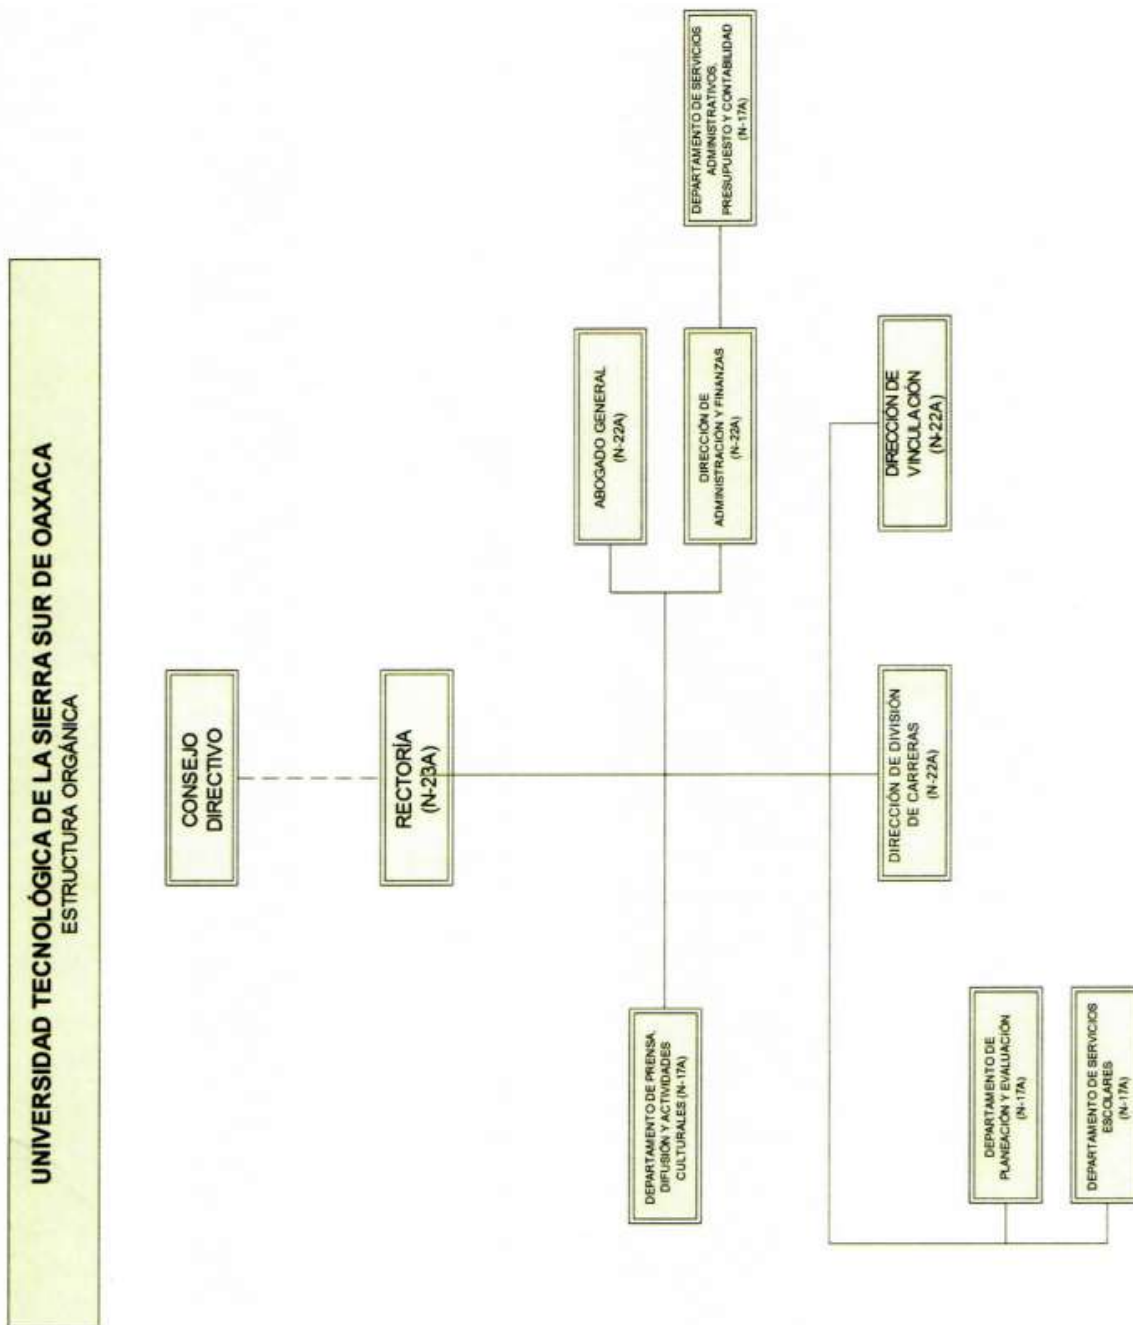 UNIVERSIDAD TECNOLÓGICA DE LA SIERRA SUR DE OAXACA
ESTRUCTURA ORGÁNICA
CONSEJO
DIRECTIVO
RECTORÍA
(N-23A)
DEPARTAMENTO DE PRENSA,
DIFUSIÓN Y ACTIVIDADES
CULTURALES (N-17A)
ABOGADO GENERAL
(N-22A)
DIRECCIÓN DE
ADMINISTRACIÓN Y FINANZAS
(N-22A)
DEPARTAMENTO DE SERVICIOS
ADMINISTRATIVOS,
PRESUPUESTO Y CONTABILIDAD
(N-17A)
DIRECCIÓN DE DIVISIÓN
DE CARRERAS
(N-22A)
DIRECCIÓN DE
VINCULACIÓN
(N-22A)
DEPARTAMENTO DE
PLANEACIÓN Y EVALUACIÓN
(N-17A)
DEPARTAMENTO DE SERVICIOS
ESCOLARES
(N-17A)